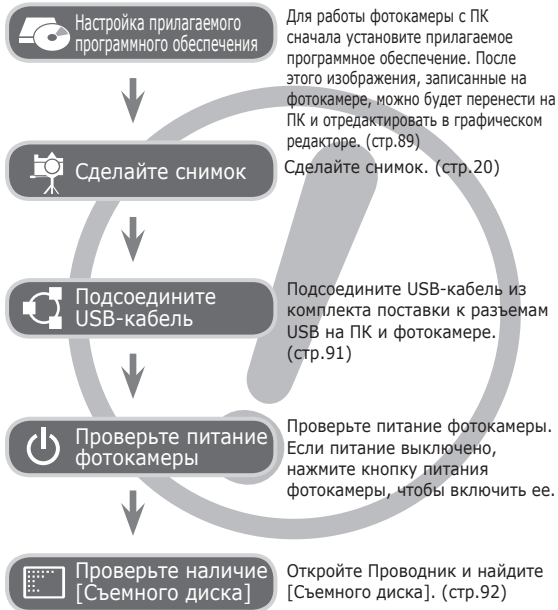 Настройка прилагаемого
программного обеспечения
Для работы фотокамеры с ПК
сначала установите прилагаемое
программное обеспечение. После
этого изображения, записанные на
фотокамере, можно будет перенести на
ПК и отредактировать в графическом
редакторе. (стр.89)
Сделайте снимок
Сделайте снимок. (стр.20)
Подсоедините
USB-кабель
Подсоедините USB-кабель из
комплекта поставки к разъемам
USB на ПК и фотокамере.
(стр.91)
Проверьте питание
фотокамеры
Проверьте питание фотокамеры.
Если питание выключено,
нажмите кнопку питания
фотокамеры, чтобы включить ее.
Проверьте наличие
[Съемного диска]
Откройте Проводник и найдите
[Съемного диска]. (стр.92)